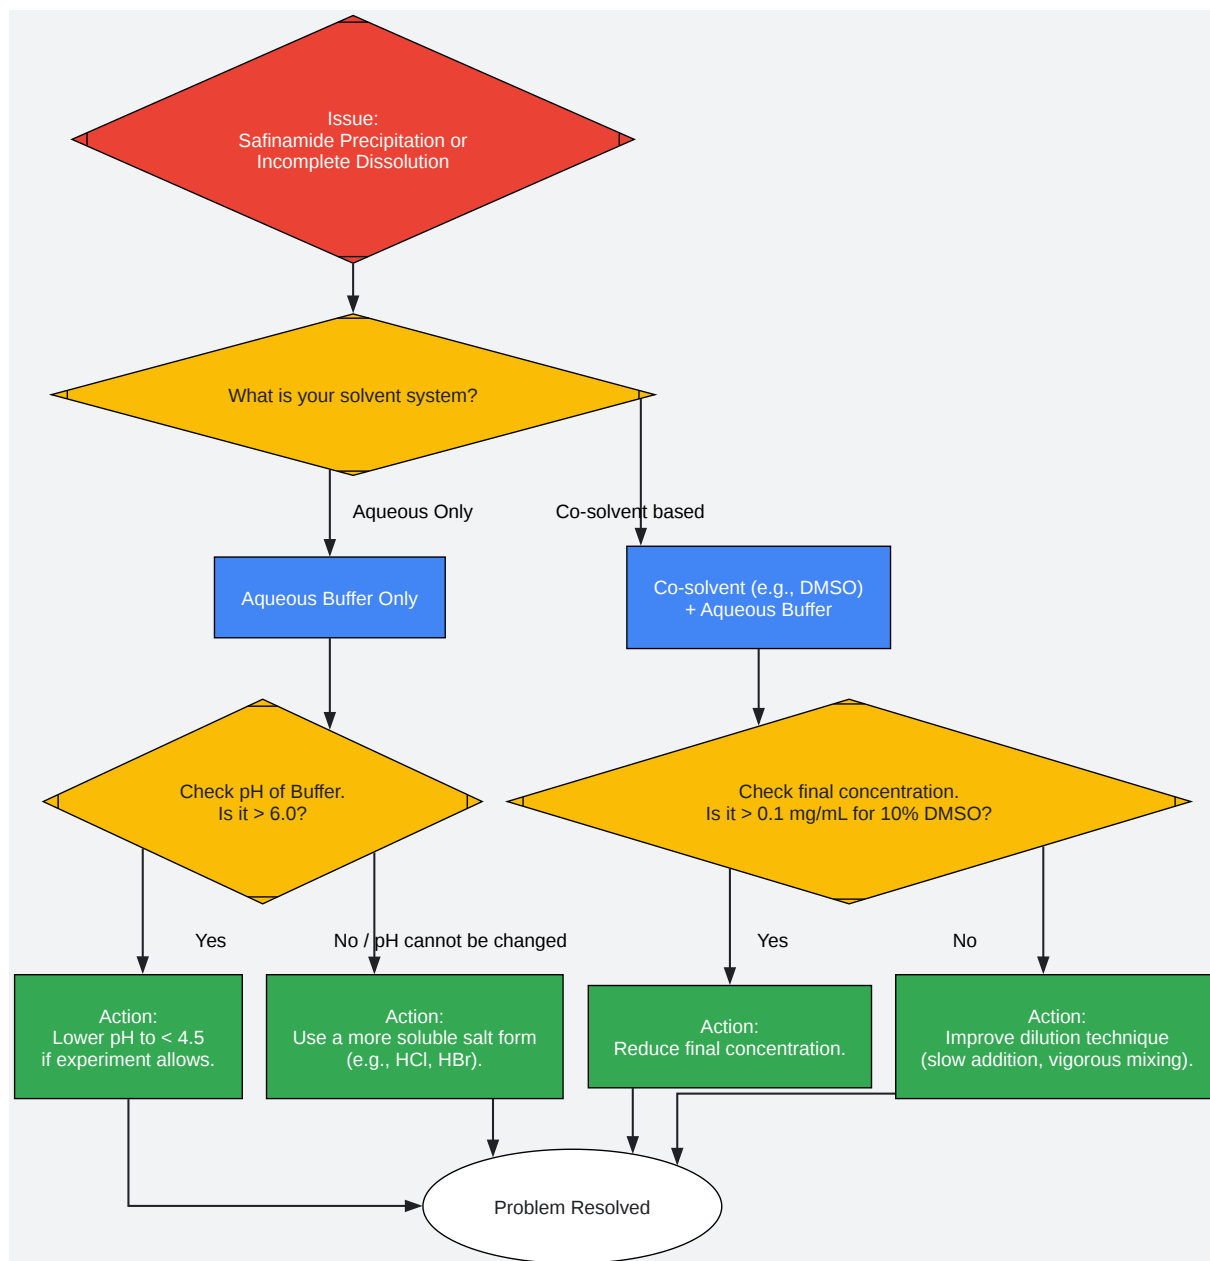 Issue:
Safinamide Precipitation or
Incomplete Dissolution
What is your solvent system?
Aqueous Only
Co-solvent based
Aqueous Buffer Only
Co-solvent (e.g., DMSO)
+ Aqueous Buffer
Check pH of Buffer.
Is it > 6.0?
Check final concentration.
Is it > 0.1 mg/mL for 10% DMSO?
Yes
No / pH cannot be changed
Yes
No
Action:
Lower pH to < 4.5
if experiment allows.
Action:
Use a more soluble salt form
(e.g., HCl, HBr).
Action:
Reduce final concentration.
Action:
Improve dilution technique
(slow addition, vigorous mixing).
Problem Resolved